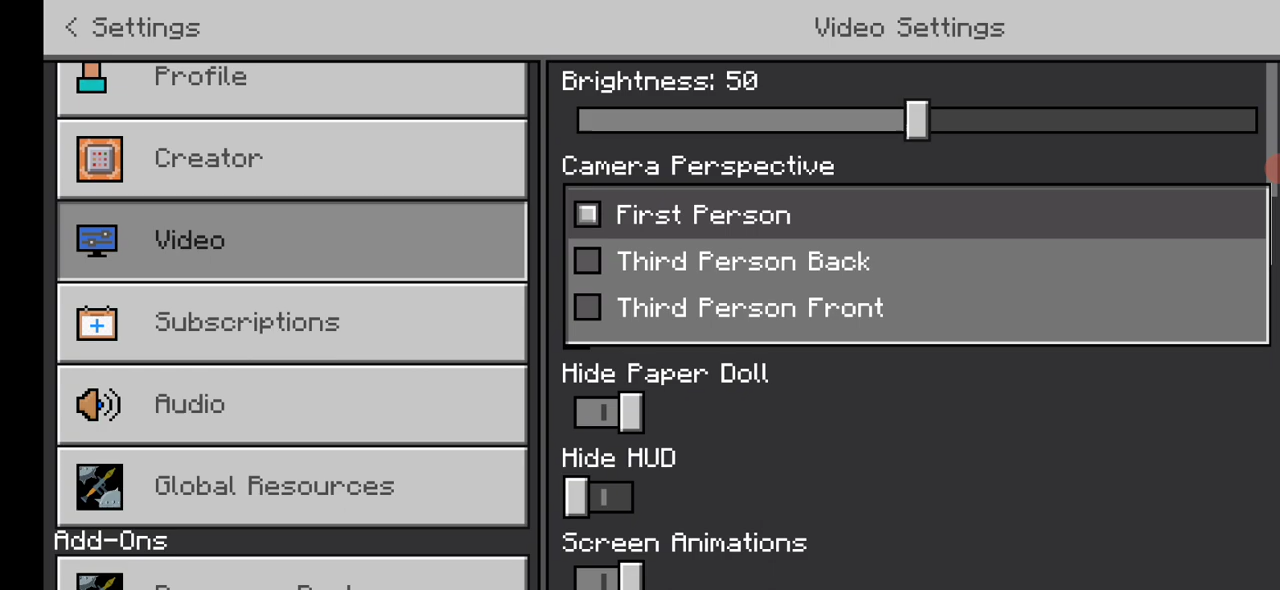 Settings
Video Settings
Profile
Creator
Video
Subscriptions
Audio
Global Resources
Add-Ons
Brightness: 50
Camera Perspective
First Person
Third Person Back
Third Person Front
Hide Paper Doll
Hide HUD
Screen Animations